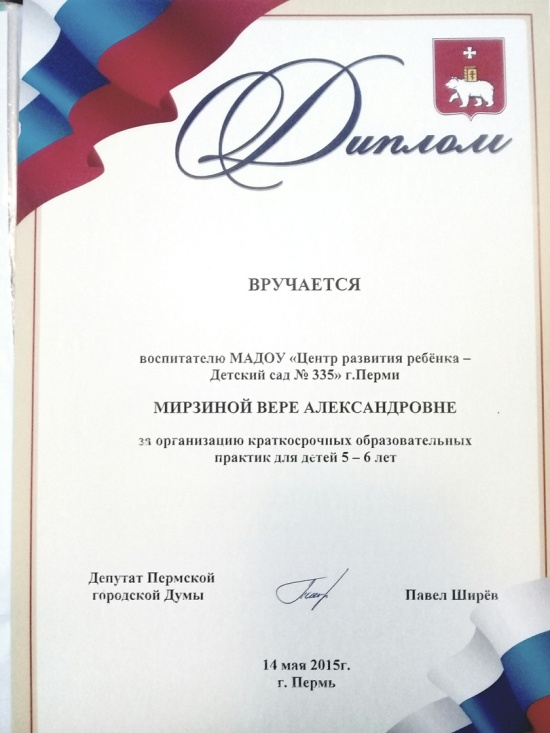 Диплом
ВРУЧАЕТСЯ
воспитателю МАДОУ «Центр развития ребёнка –
Детский сад № 335» г.Перми
МИРЗИНОЙ ВЕРЕ АЛЕКСАНДРОВНЕ
за организацию краткосрочных образовательных
практик для детей 5 – 6 лет
Депутат Пермской
городской Думы
Павел Ширёв
14 мая 2015г.
г. Пермь